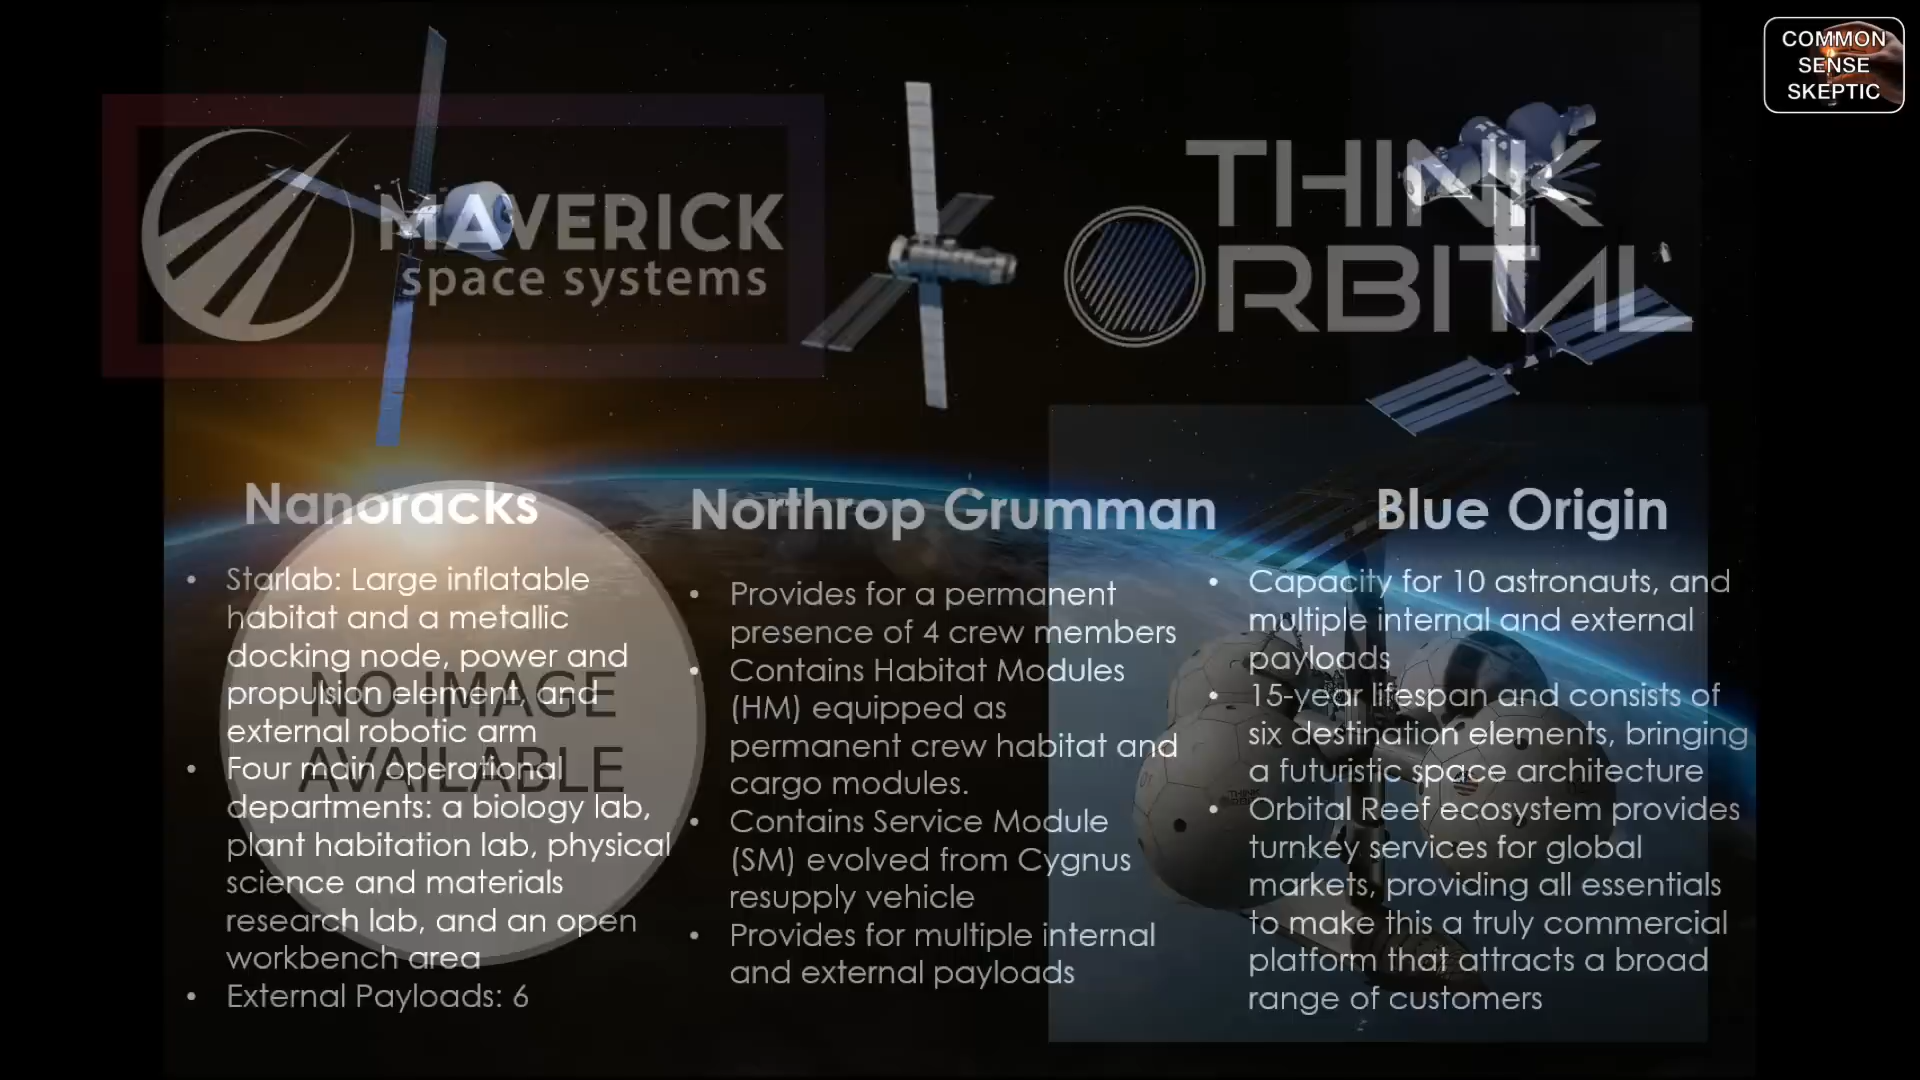 COMMON
SENSE
SKEPTIC
MAVERICK
space systems
THINK
ORBITAL
Nanoracks
• Starlab: Large inflatable
habitat and a metallic
docking node, power and
propulsion element, and
external robotic arm
• Four main operational
departments: a biology lab,
plant habitation lab, physical
science and materials
research lab, and an open
workbench area
• External Payloads: 6
NO IMAGE
AVAILABLE
Northrop Grumman
• Provides for a permanent
presence of 4 crew members
• Contains Habitat Modules
(HM) equipped as
permanent crew habitat and
cargo modules.
• Contains Service Module
(SM) evolved from Cygnus
resupply vehicle
• Provides for multiple internal
and external payloads
Blue Origin
• Capacity for 10 astronauts, and
multiple internal and external
payloads
• 15-year lifespan and consists of
six destination elements, bringing
a futuristic space architecture
• Orbital Reef ecosystem provides
turnkey services for global
markets, providing all essentials
to make this a truly commercial
platform that attracts a broad
range of customers
THINK
ORBITAL